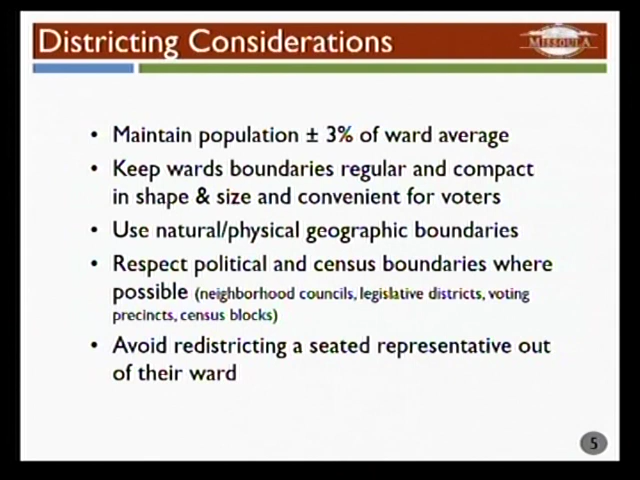 Districting Considerations
MISSOULA
• Maintain population ± 3% of ward average
• Keep wards boundaries regular and compact
in shape & size and convenient for voters
• Use natural/physical geographic boundaries
• Respect political and census boundaries where
possible (neighborhood councils, legislative districts, voting
precincts, census blocks)
• Avoid redistricting a seated representative out
of their ward
5